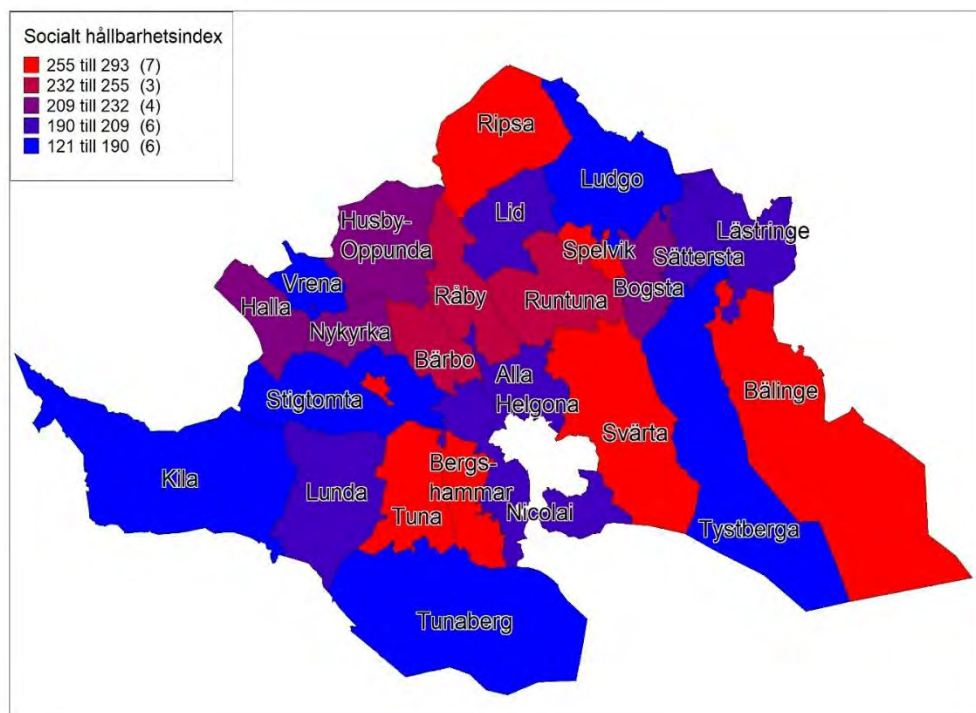 Socialt hållbarhetsindex
255 till 293 (7)
232 till 255 (3)
209 till 232 (4)
190 till 209 (6)
121 till 190 (6)
Ripsa
Ludgo
Lid
Husby-
Oppunda
Lästringe
Spelvik
Sättersta
Vrena
Bogsta
Råby
Runtuna
Halla
Nykyrka
Bärbo
Alla
Helgona
Bälinge
Stigtomta
Svärta
Kila
Bergs-
hammar
Lunda
Tuna
Nicolai
Tystberga
Tunaberg